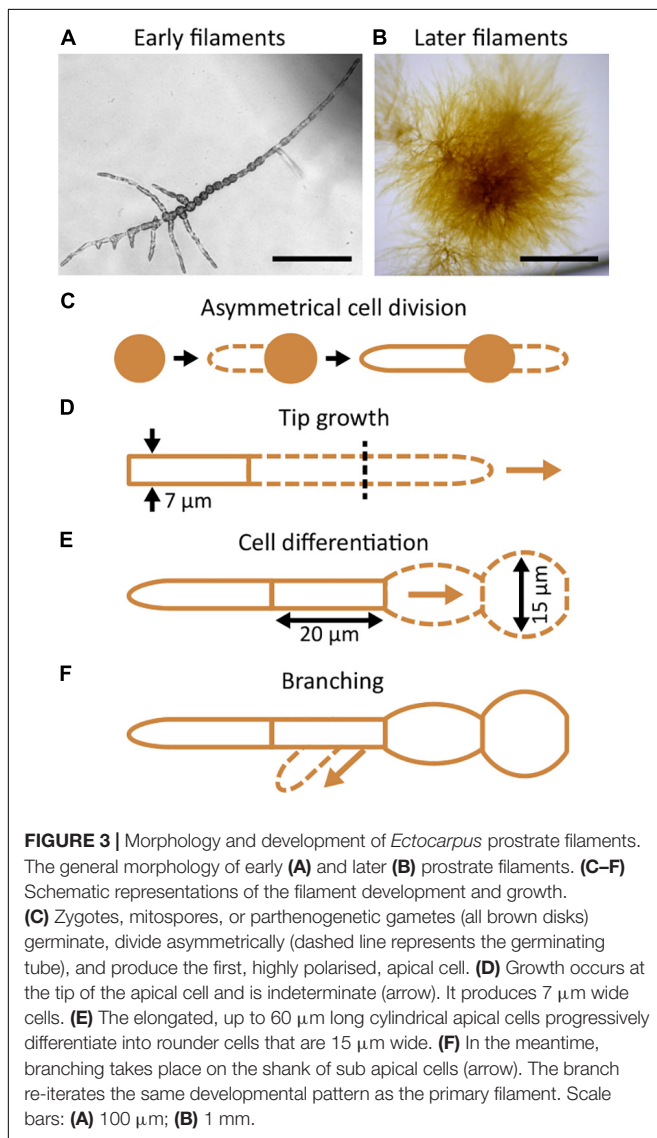 A Early filaments
B Later filaments
C Asymmetrical cell division
D Tip growth
7 μm
E Cell differentiation
20 μm
15 μm
F Branching
FIGURE 3 | Morphology and development of Ectocarpus prostrate filaments.
The general morphology of early (A) and later (B) prostrate filaments. (C–F)
Schematic representations of the filament development and growth.
(C) Zygotes, mitospores, or parthenogenetic gametes (all brown disks)
germinate, divide asymmetrically (dashed line represents the germinating
tube), and produce the first, highly polarised, apical cell. (D) Growth occurs at
the tip of the apical cell and is indeterminate (arrow). It produces 7 μm wide
cells. (E) The elongated, up to 60 μm long cylindrical apical cells progressively
differentiate into rounder cells that are 15 μm wide. (F) In the meantime,
branching takes place on the shank of sub apical cells (arrow). The branch
re-iterates the same developmental pattern as the primary filament. Scale
bars: (A) 100 μm; (B) 1 mm.